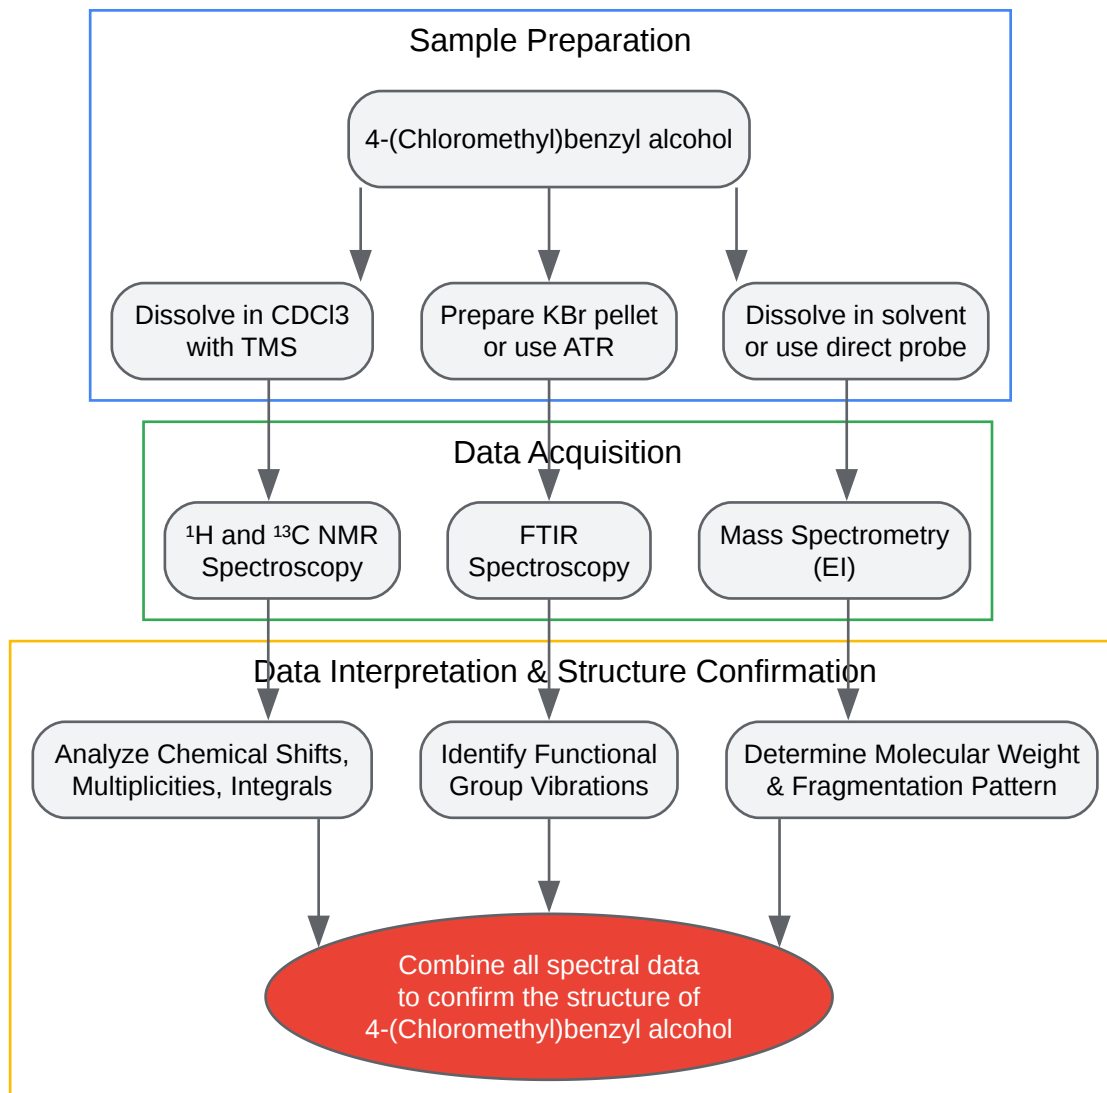 Sample Preparation
4-(Chloromethyl)benzyl alcohol
Dissolve in CDCl3
with TMS
Prepare KBr pellet
or use ATR
Dissolve in solvent
or use direct probe
Data Acquisition
¹H and ¹³C NMR
Spectroscopy
FTIR
Spectroscopy
Mass Spectrometry
(EI)
Data Interpretation & Structure Confirmation
Analyze Chemical Shifts,
Multiplicities, Integrals
Identify Functional
Group Vibrations
Determine Molecular Weight
& Fragmentation Pattern
Combine all spectral data
to confirm the structure of
4-(Chloromethyl)benzyl alcohol